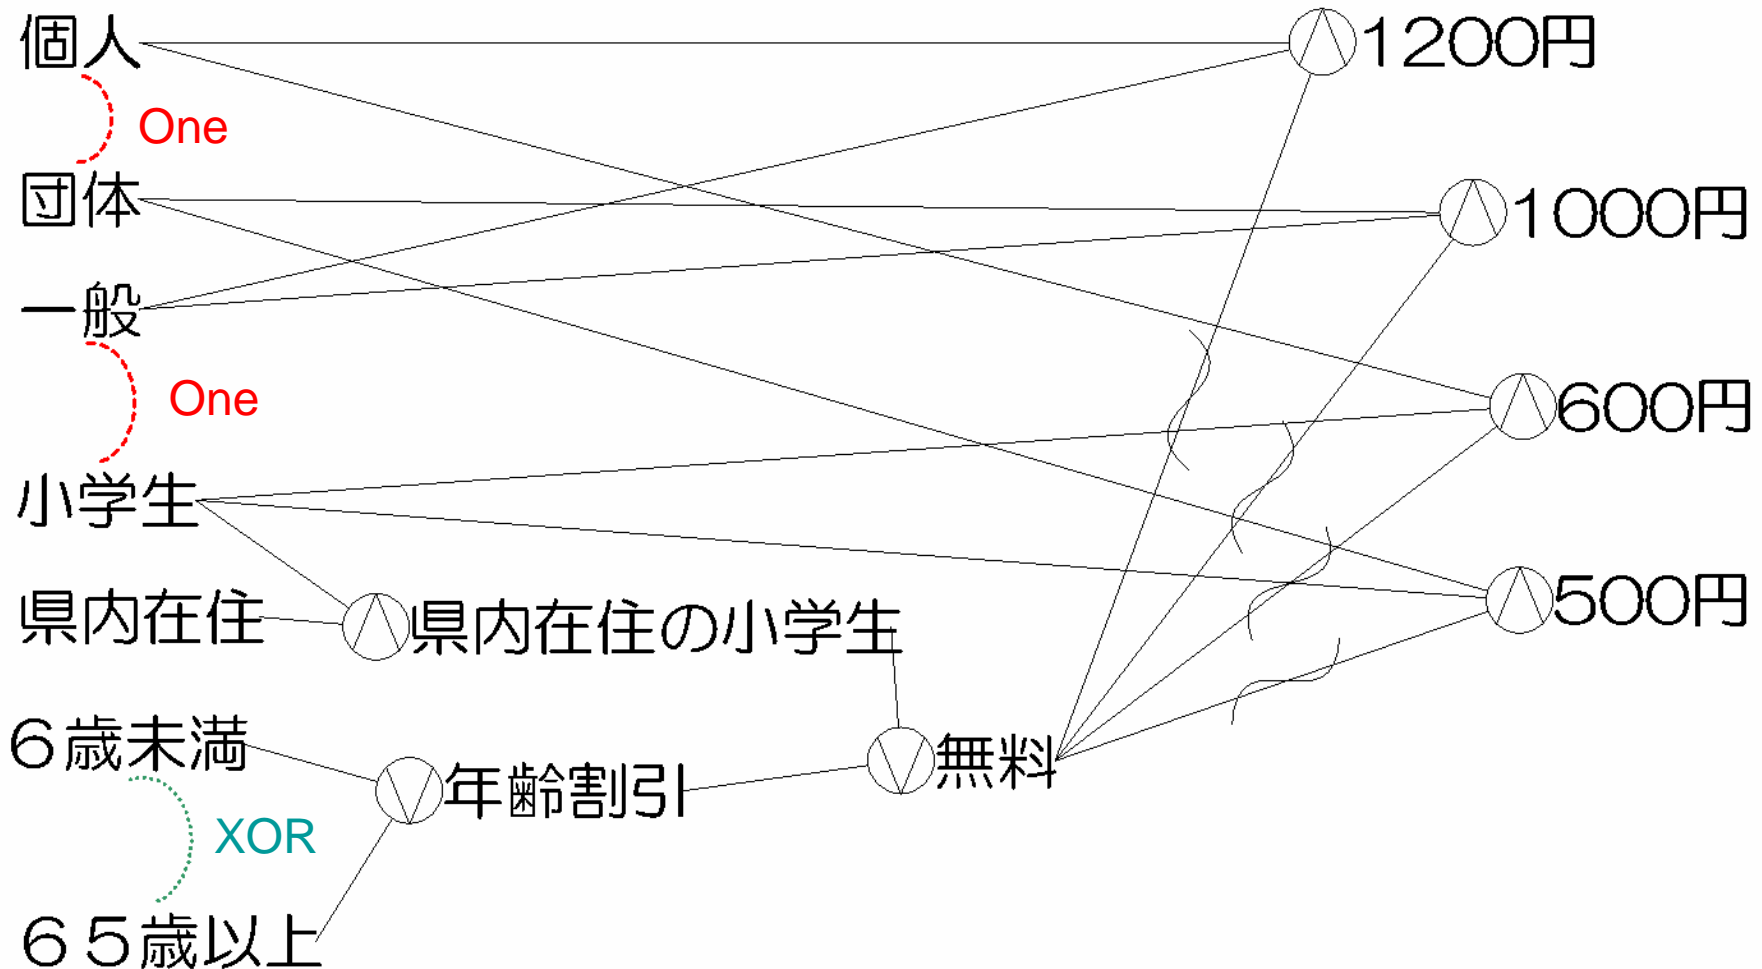 個人
1200円
One
団体
1000円
一般
One
600円
小学生
500円
県内在住
県内在住の小学生
6歳未満
無料
年齢割引
XOR
65歳以上